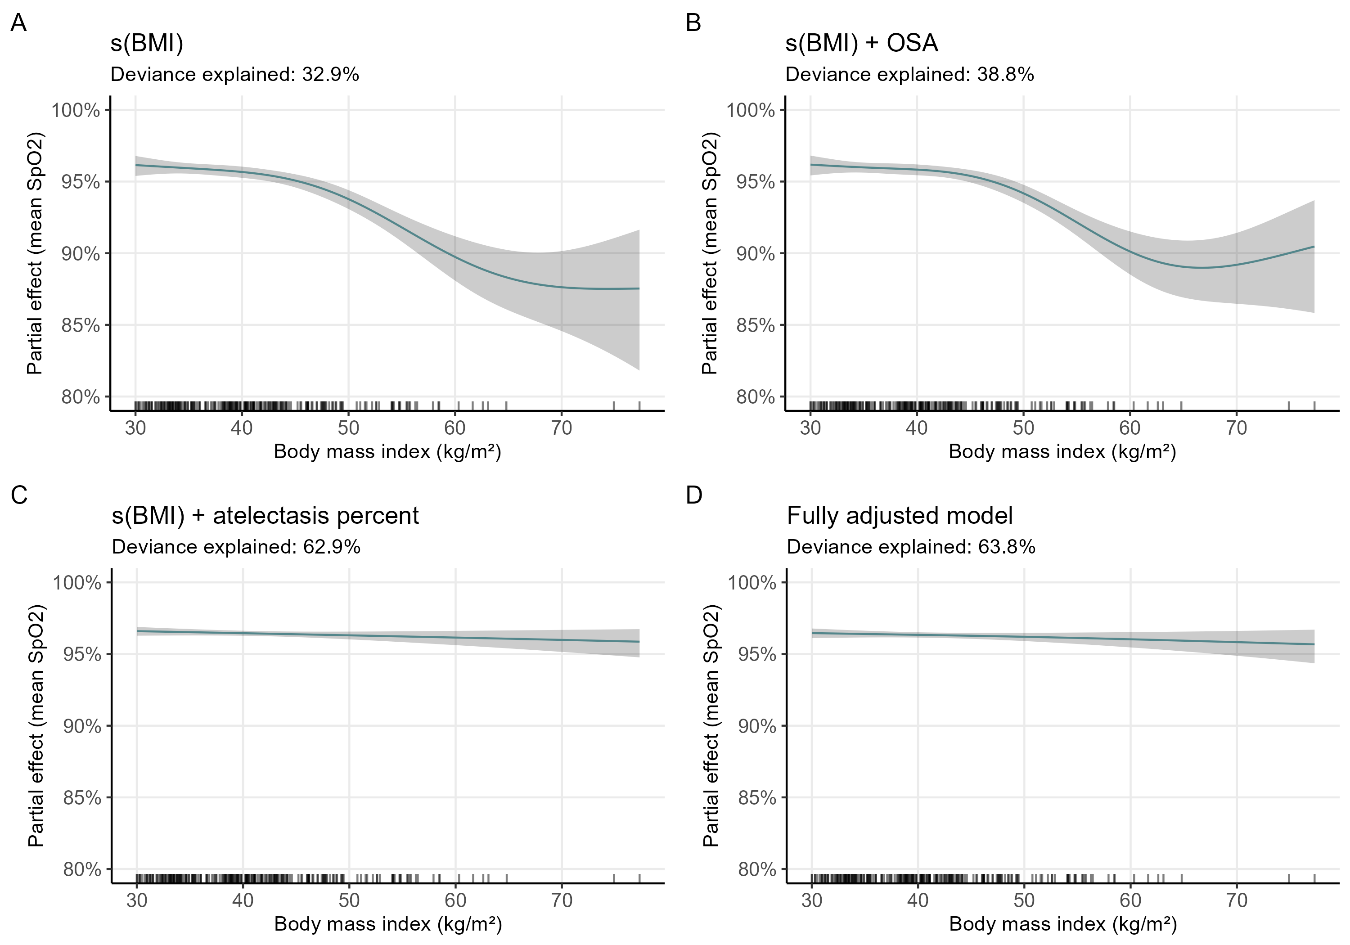 A
s(BMI)
Deviance explained: 32.9%
Partial effect (mean SpO2)
100%
95%
90%
85%
80%
30 40 50 60 70
Body mass index (kg/m²)
B
s(BMI) + OSA
Deviance explained: 38.8%
Partial effect (mean SpO2)
100%
95%
90%
85%
80%
30 40 50 60 70
Body mass index (kg/m²)
C
s(BMI) + atelectasis percent
Deviance explained: 62.9%
Partial effect (mean SpO2)
100%
95%
90%
85%
80%
30 40 50 60 70
Body mass index (kg/m²)
D
Fully adjusted model
Deviance explained: 63.8%
Partial effect (mean SpO2)
100%
95%
90%
85%
80%
30 40 50 60 70
Body mass index (kg/m²)